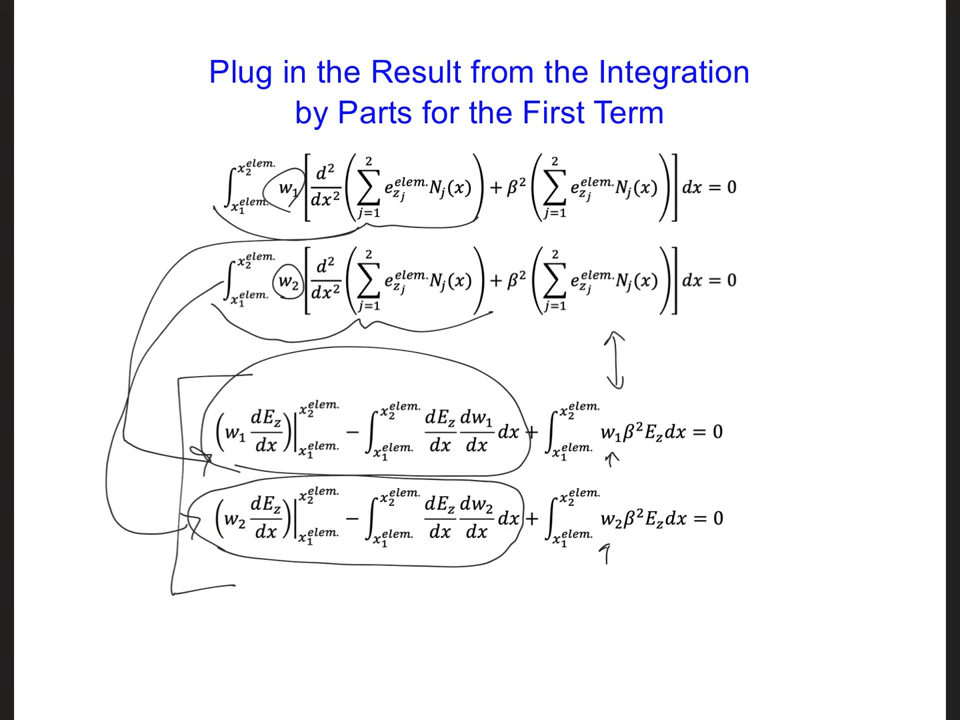 Plug in the Result from the Integration
by Parts for the First Term
∫_{x_1^{elem.}}^{x_2^{elem.}} w_1 [ d²/dx² ( ∑_{j=1}^{2} e_{z_j}^{elem.} N_j(x) ) + β² ( ∑_{j=1}^{2} e_{z_j}^{elem.} N_j(x) ) ] dx = 0
∫_{x_1^{elem.}}^{x_2^{elem.}} w_2 [ d²/dx² ( ∑_{j=1}^{2} e_{z_j}^{elem.} N_j(x) ) + β² ( ∑_{j=1}^{2} e_{z_j}^{elem.} N_j(x) ) ] dx = 0
( w_1 dE_z/dx ) |_{x_1^{elem.}}^{x_2^{elem.}} − ∫_{x_1^{elem.}}^{x_2^{elem.}} dE_z/dx dw_1/dx dx + ∫_{x_1^{elem.}}^{x_2^{elem.}} w_1 β² E_z dx = 0
( w_2 dE_z/dx ) |_{x_1^{elem.}}^{x_2^{elem.}} − ∫_{x_1^{elem.}}^{x_2^{elem.}} dE_z/dx dw_2/dx dx + ∫_{x_1^{elem.}}^{x_2^{elem.}} w_2 β² E_z dx = 0